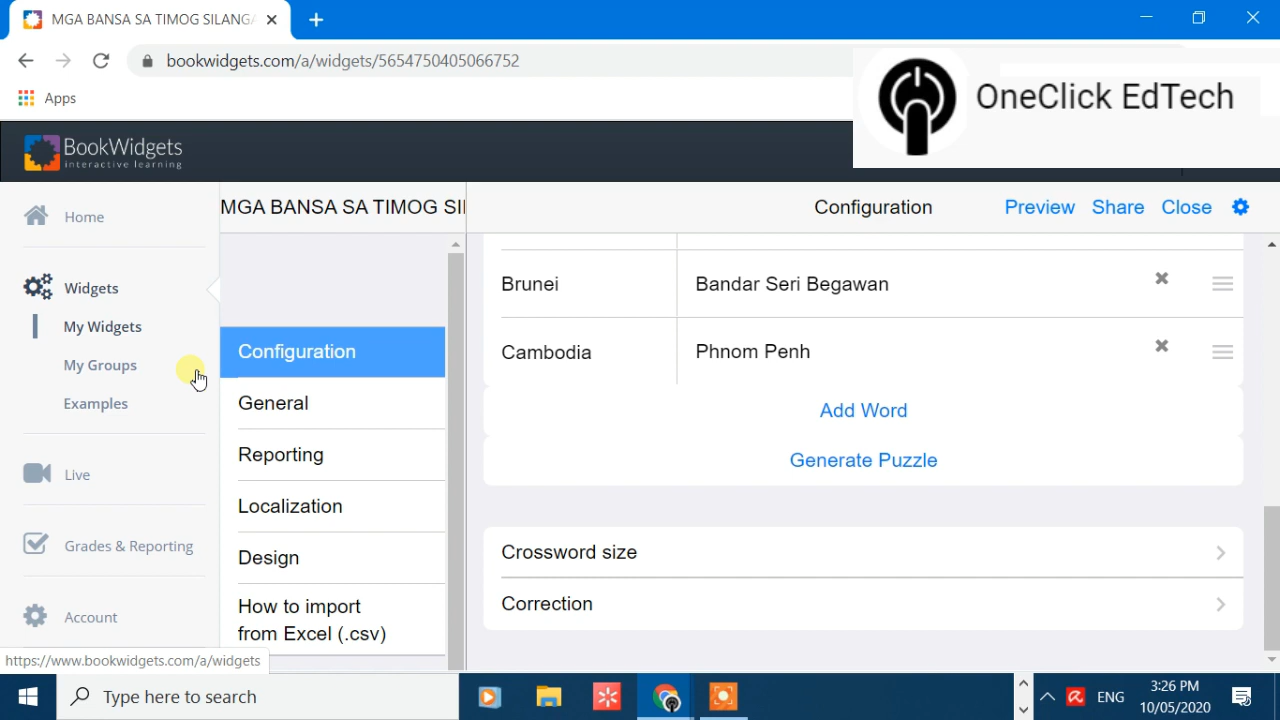 MGA BANSA SA TIMOG SILANGA
bookwidgets.com/a/widgets/5654750405066752
Apps
OneClick EdTech
BookWidgets
interactive learning
Home
MGA BANSA SA TIMOG SII
Configuration
Preview
Share
Close
Widgets
My Widgets
My Groups
Examples
Live
Grades & Reporting
Account
Configuration
General
Reporting
Localization
Design
How to import
from Excel (.csv)
Brunei
Bandar Seri Begawan
Cambodia
Phnom Penh
Add Word
Generate Puzzle
Crossword size
Correction
https://www.bookwidgets.com/a/widgets
Type here to search
ENG
3:26 PM
10/05/2020